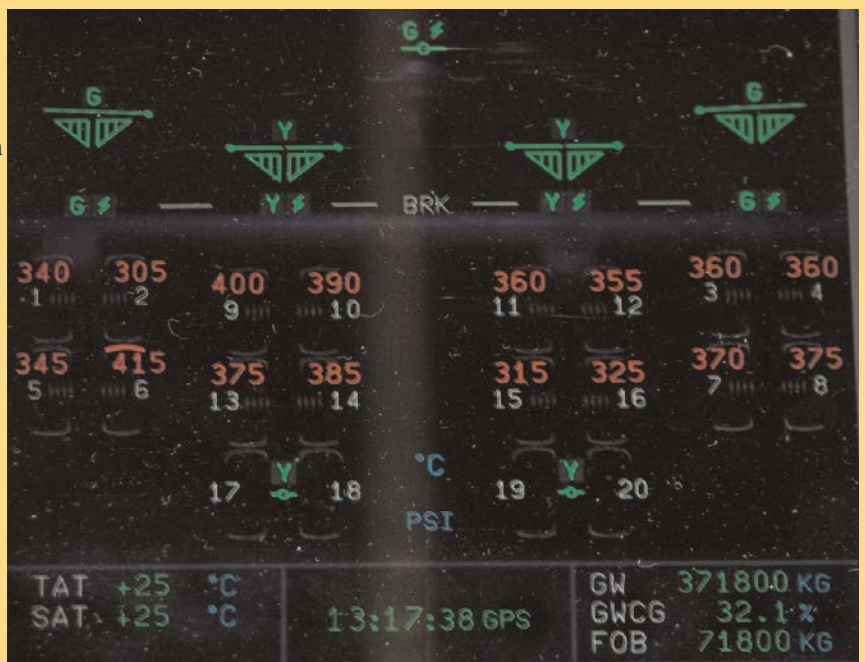 G
G
Y
Y
G
G Y BRK Y G
340 305 400 390 360 355 360 360
1 2 9 10 11 12 3 4
345 415 375 385 315 325 370 375
5 6 13 14 15 16 7 8
Y °C Y
17 18 19 20
PSI
TAT +25 °C GW 371800 KG
SAT +25 °C 13:17:38 GPS GWCG 32.1 %
FOB 71800 KG